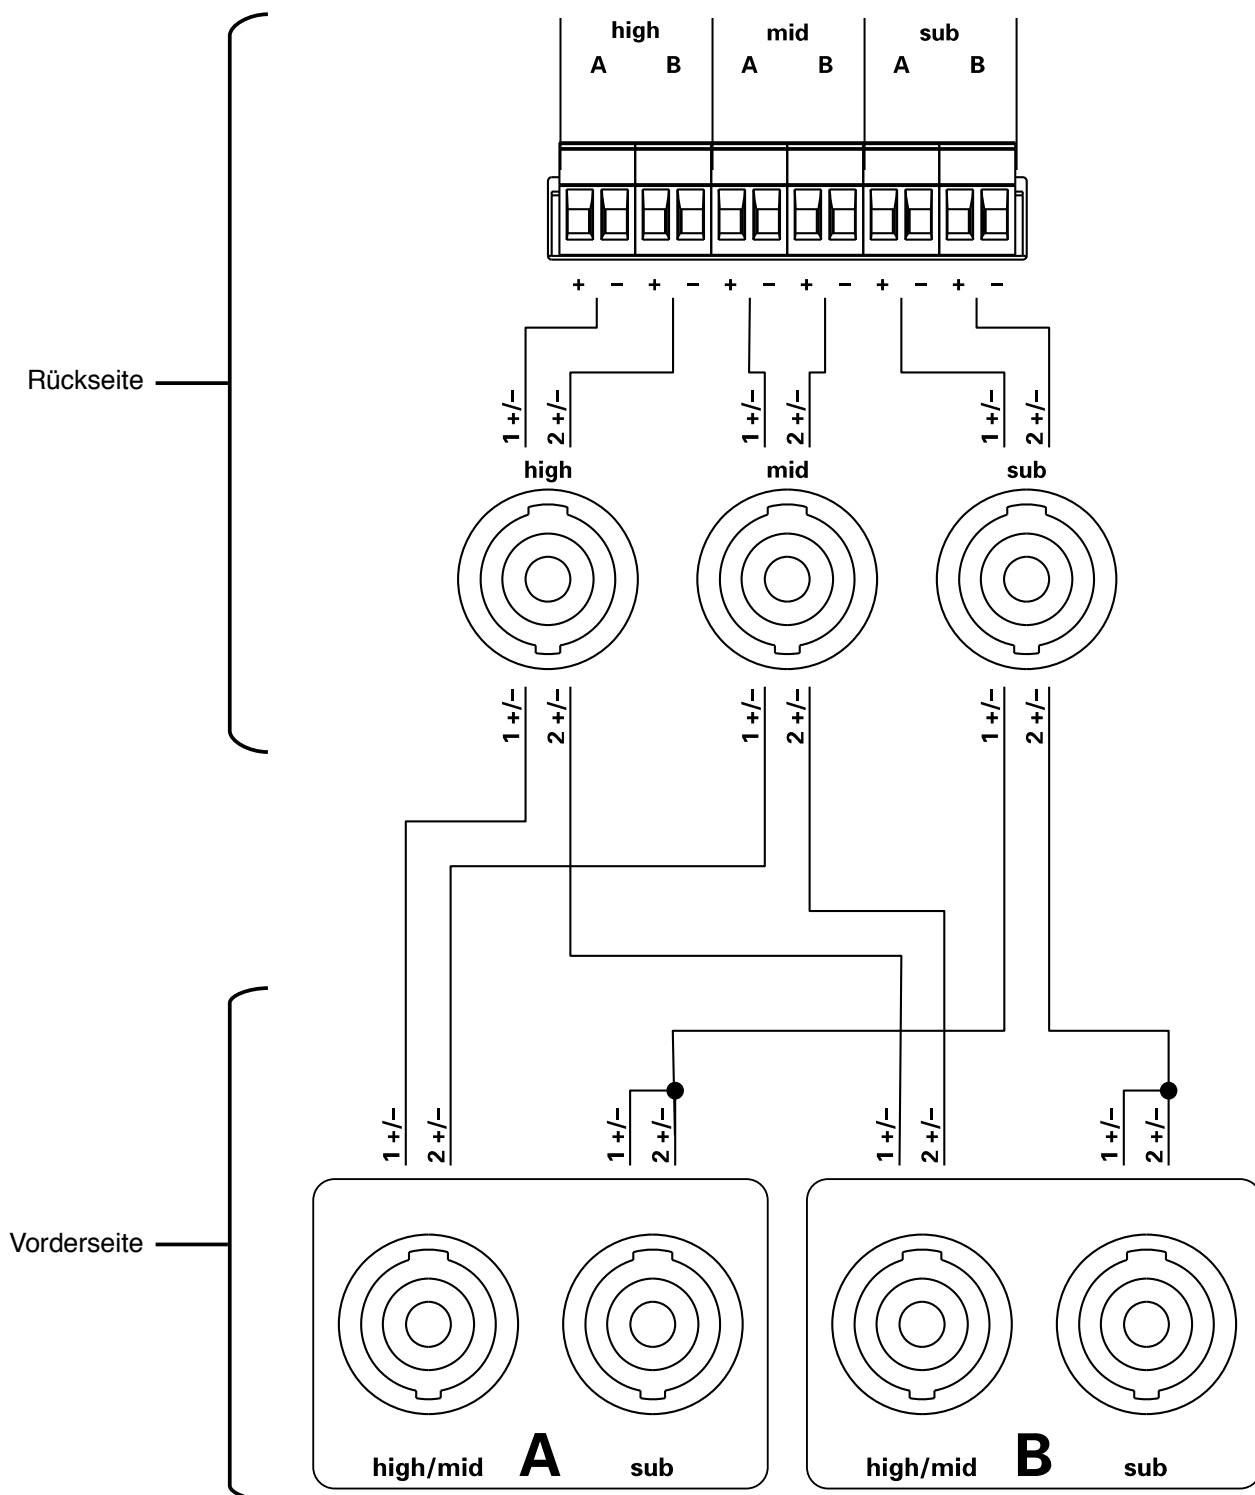 high mid sub
A B A B A B
+ − + − + − + − + − + −
Rückseite
1 +/− 2 +/− 1 +/− 2 +/− 1 +/− 2 +/−
high mid sub
1 +/− 2 +/− 1 +/− 2 +/− 1 +/− 2 +/−
1 +/− 2 +/− 1 +/− 2 +/− 1 +/− 2 +/− 1 +/− 2 +/−
Vorderseite
high/mid A sub high/mid B sub